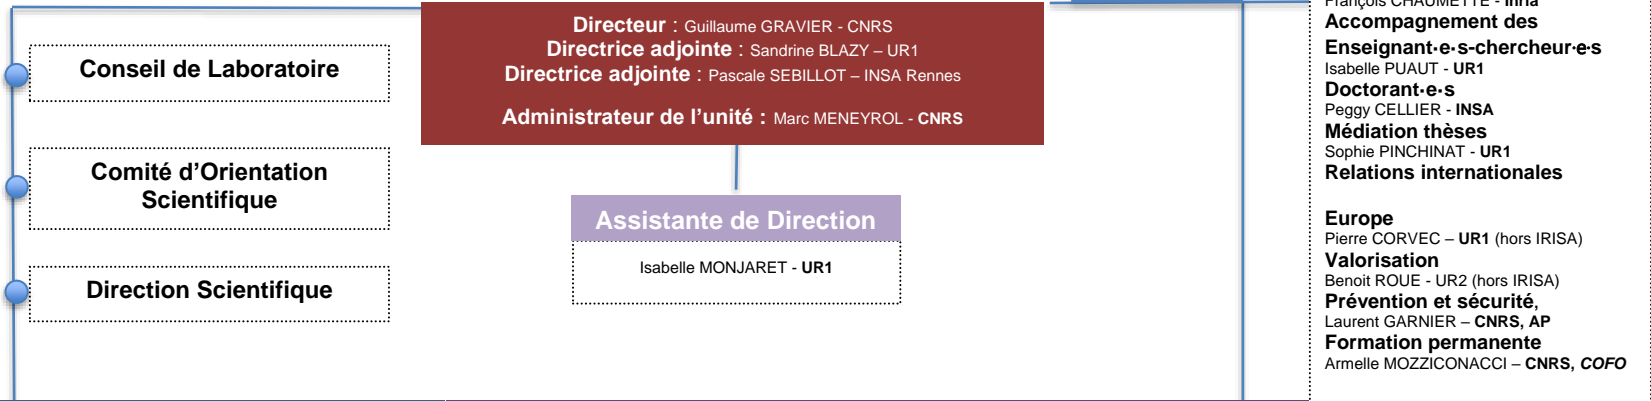 Directeur : Guillaume GRAVIER - CNRS
Directrice adjointe : Sandrine BLAZY – UR1
Directrice adjointe : Pascale SEBILLOT – INSA Rennes
Administrateur de l'unité : Marc MENEYROL - CNRS
Conseil de Laboratoire
Comité d'Orientation
Scientifique
Direction Scientifique
Assistante de Direction
Isabelle MONJARET - UR1
François CHAUMETTE - Inria
Accompagnement des
Enseignant·e·s-chercheur·e·s
Isabelle PUAUT - UR1
Doctorant·e·s
Peggy CELLIER - INSA
Médiation thèses
Sophie PINCHINAT - UR1
Relations internationales
Europe
Pierre CORVEC – UR1 (hors IRISA)
Valorisation
Benoit ROUE - UR2 (hors IRISA)
Prévention et sécurité,
Laurent GARNIER – CNRS, AP
Formation permanente
Armelle MOZZICONACCI – CNRS, COFO